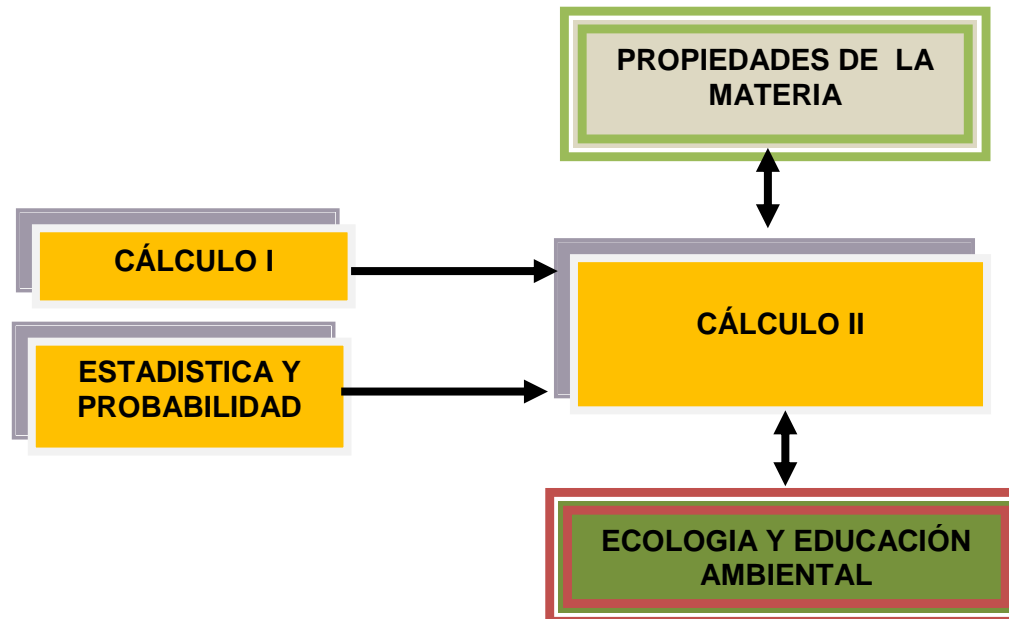 PROPIEDADES DE LA
MATERIA
CÁLCULO I
CÁLCULO II
ESTADISTICA Y
PROBABILIDAD
ECOLOGIA Y EDUCACIÓN
AMBIENTAL